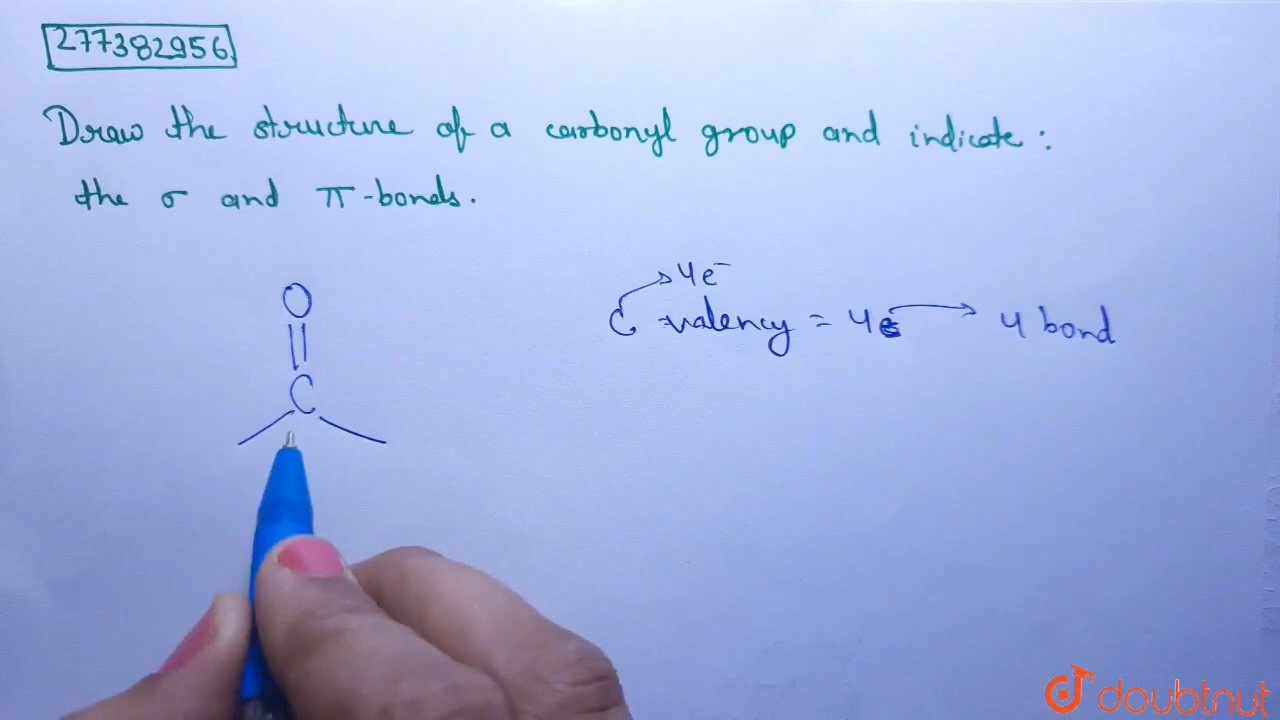 277382956
Draw the structure of a carbonyl group and indicate:
the σ and π-bonds.
4e⁻
C valency = 4e → 4 bond
O
C
doubtnut